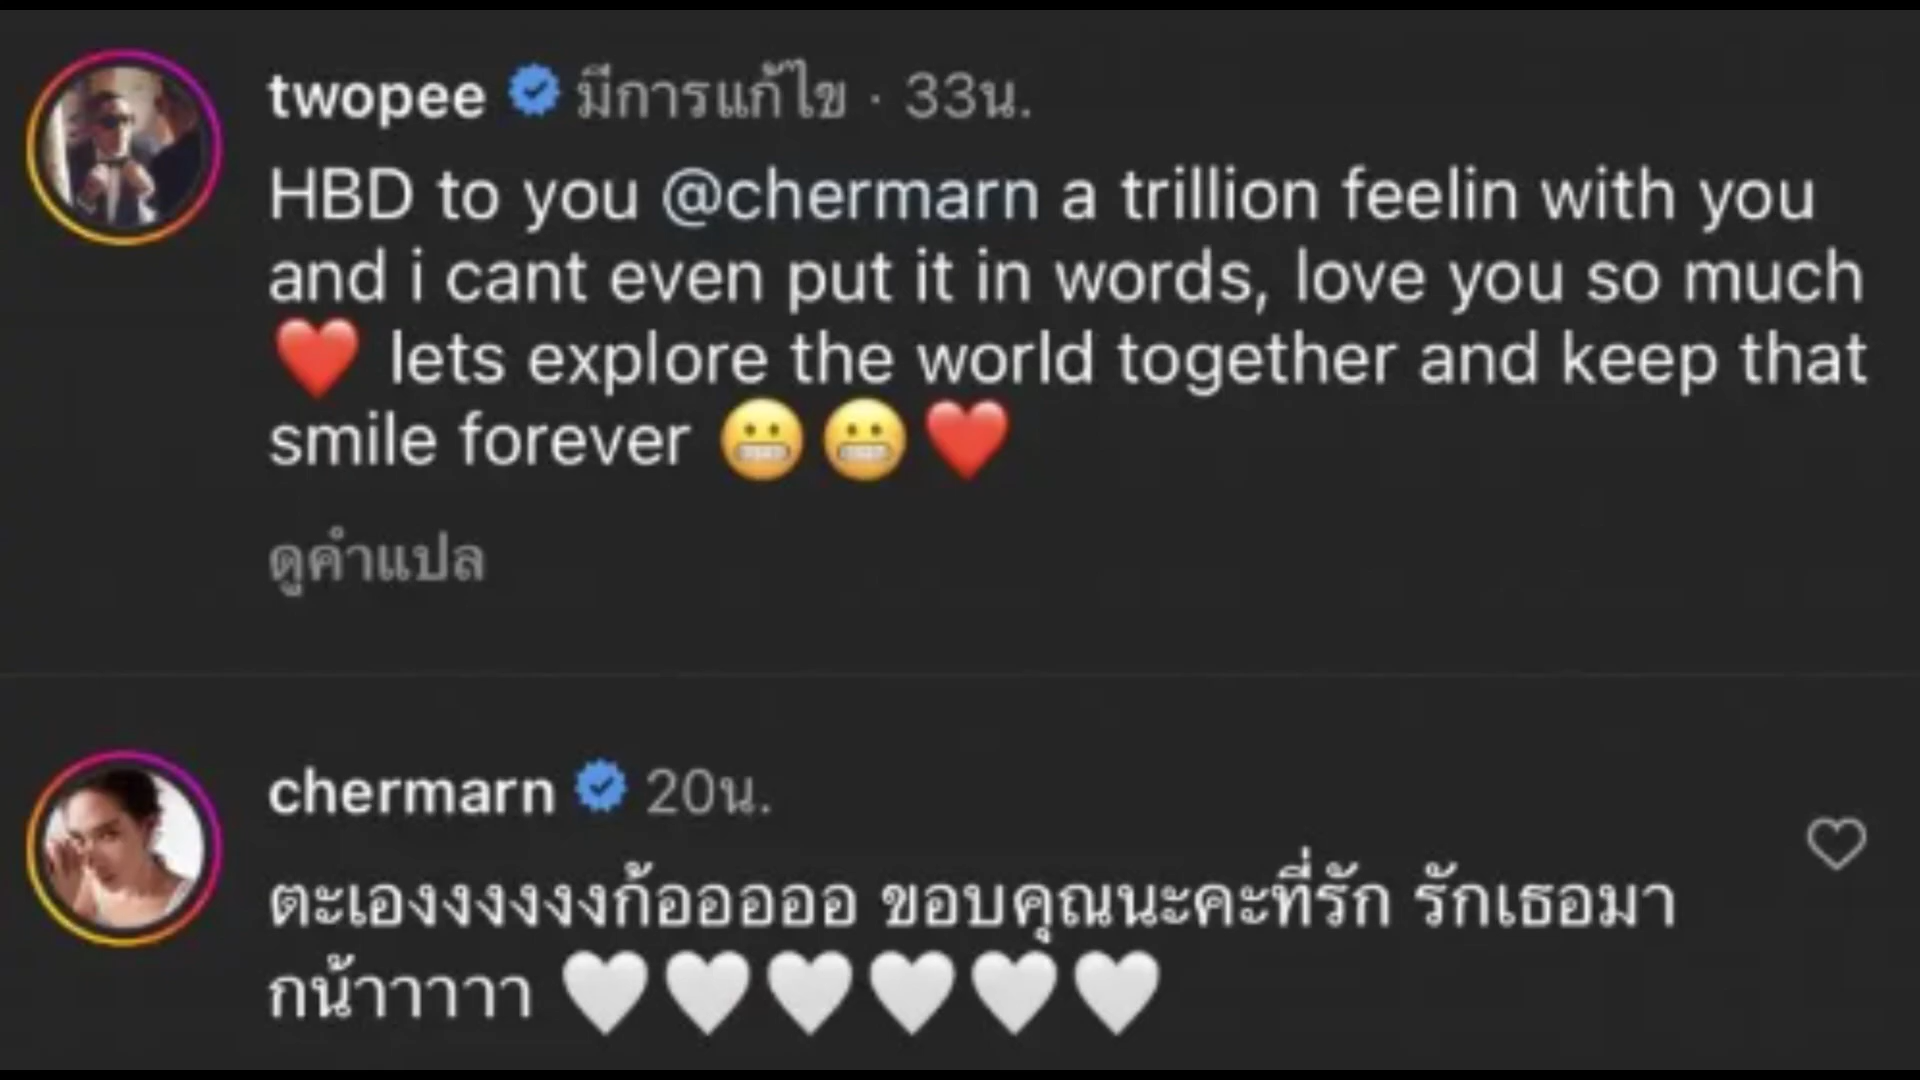 twopee มีการแก้ไข · 33น.
HBD to you @chermarn a trillion feelin with you
and i cant even put it in words, love you so much
❤️ lets explore the world together and keep that
smile forever 😬😬❤️
ดูคำแปล
chermarn 20น.
ตะเองงงงงงก้ออออออ ขอบคุณนะคะที่รัก รักเธอมา
กน้าาาาา 🤍🤍🤍🤍🤍🤍